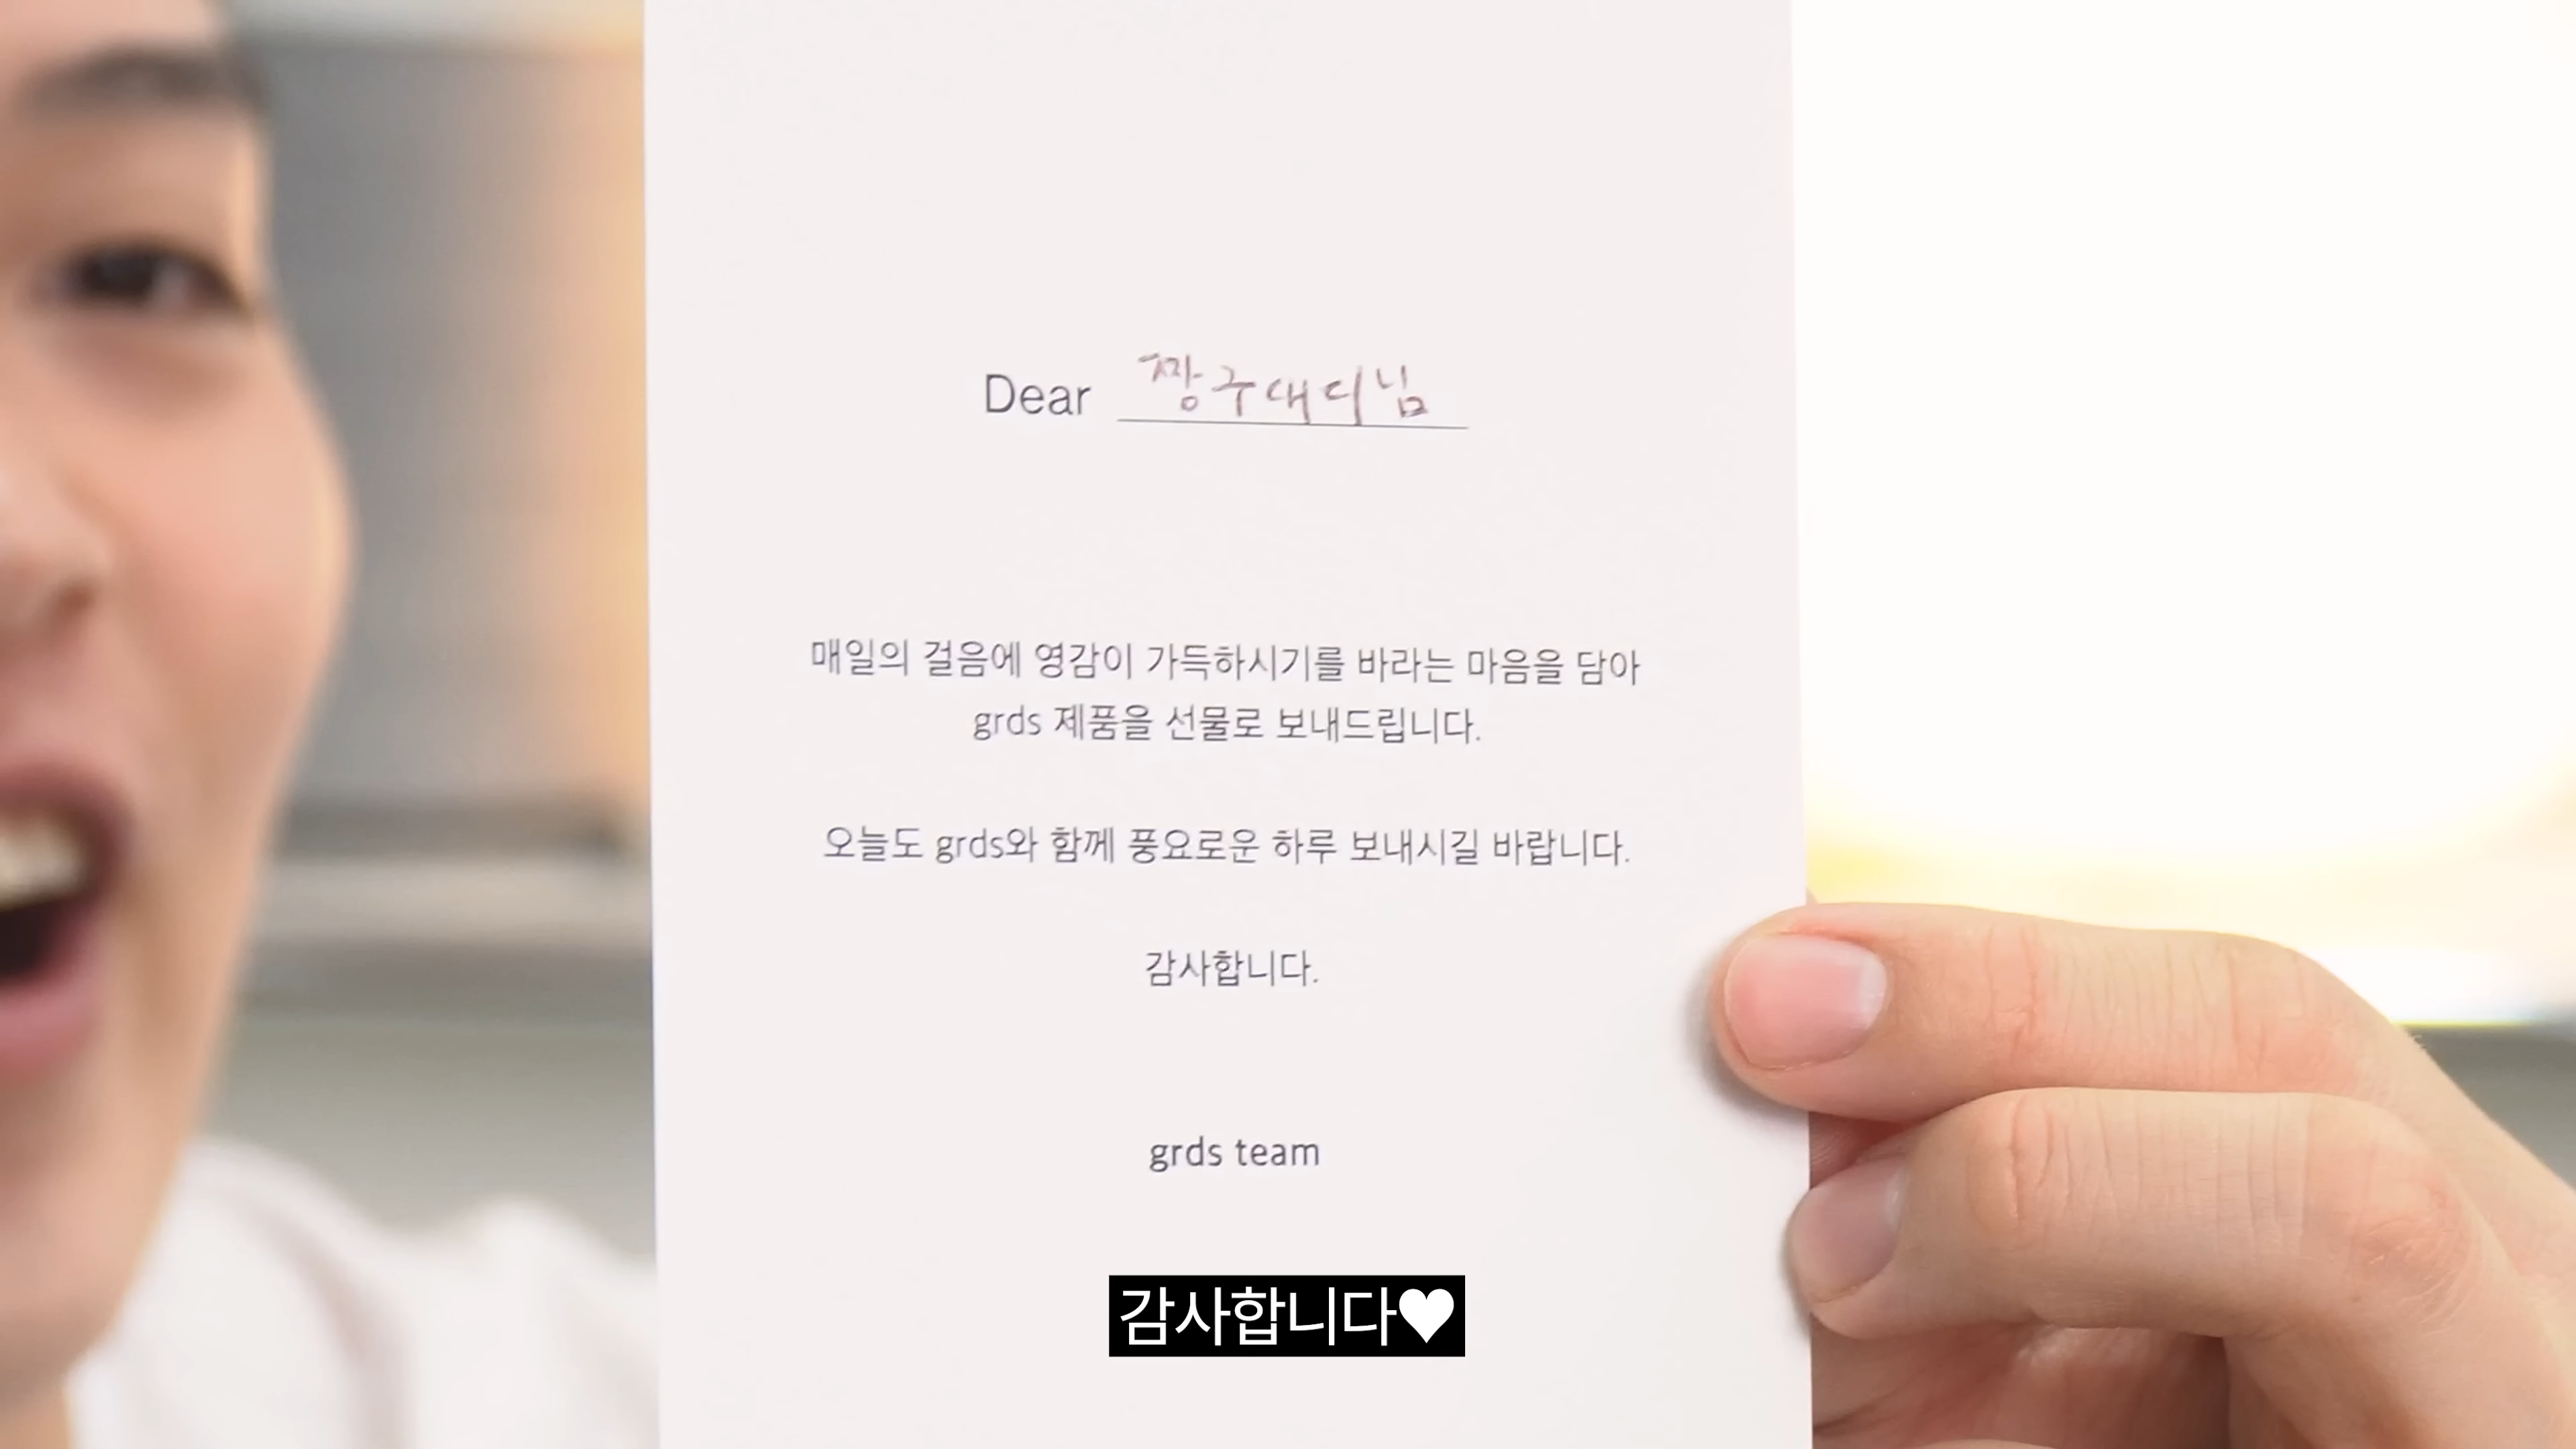 Dear 짱구대디님
매일의 걸음에 영감이 가득하시기를 바라는 마음을 담아
grds 제품을 선물로 보내드립니다.
오늘도 grds와 함께 풍요로운 하루 보내시길 바랍니다.
감사합니다.
grds team
감사합니다♥